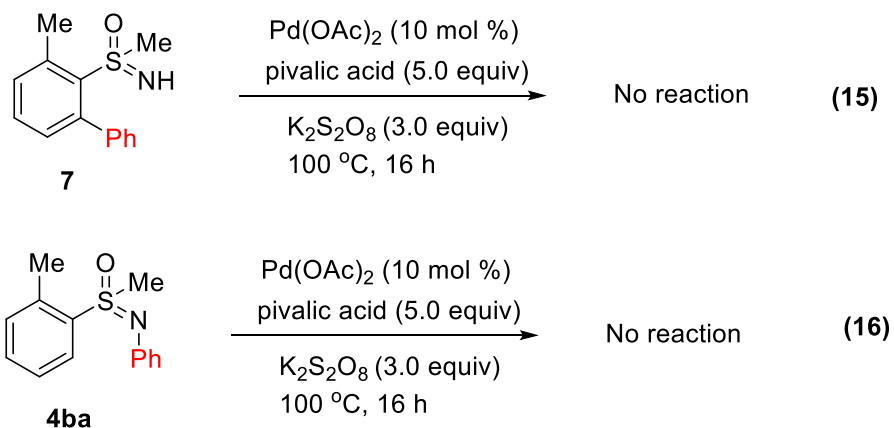 Me
O
S
Me
NH
Ph
7
Pd(OAc)2 (10 mol %)
pivalic acid (5.0 equiv)
K2S2O8 (3.0 equiv)
100 oC, 16 h
No reaction
(15)
Me
O
S
Me
N
Ph
4ba
Pd(OAc)2 (10 mol %)
pivalic acid (5.0 equiv)
K2S2O8 (3.0 equiv)
100 oC, 16 h
No reaction
(16)